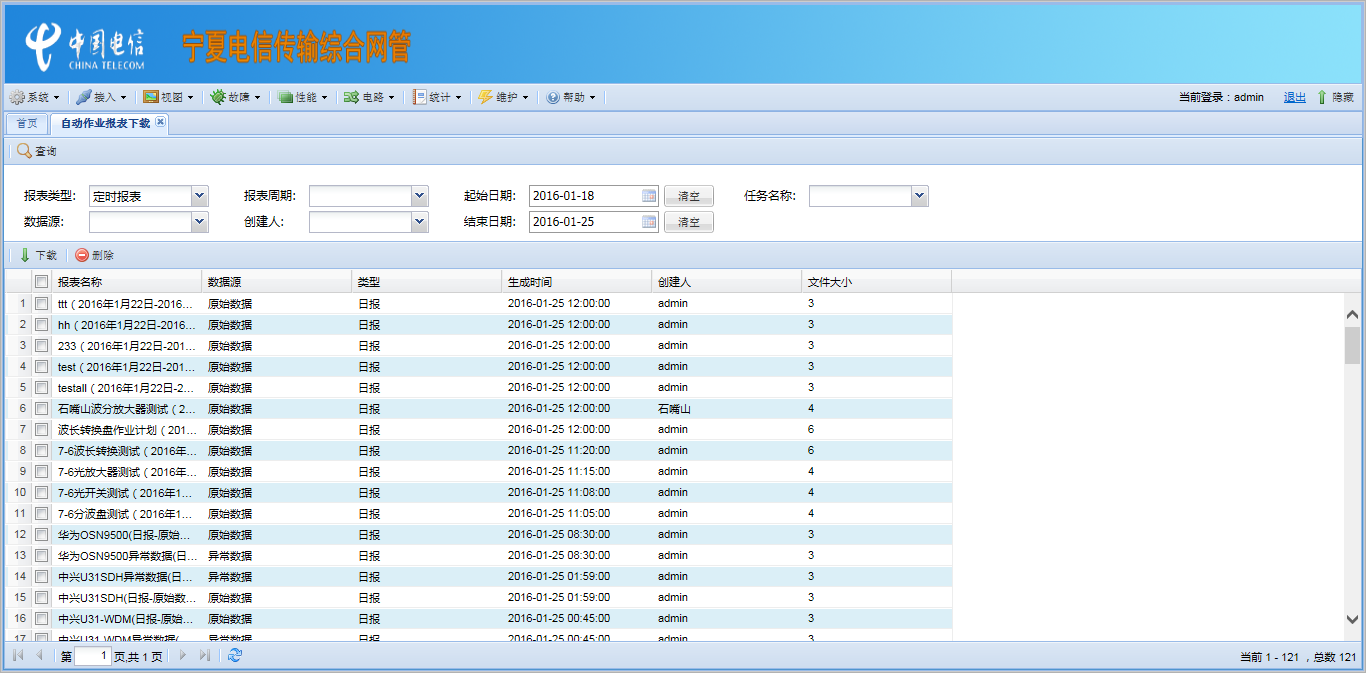 中国电信
CHINA TELECOM
宁夏电信传输综合网管
系统 接入 视图 故障 性能 电路 统计 维护 帮助 当前登录：admin 退出 隐藏
首页 自动作业报表下载
查询
报表类型: 定时报表 报表周期: 起始日期: 2016-01-18 清空 任务名称:
数据源: 创建人: 结束日期: 2016-01-25 清空
下载 删除
报表名称 数据源 类型 生成时间 创建人 文件大小
1 ttt（2016年1月22日-2016... 原始数据 日报 2016-01-25 12:00:00 admin 3
2 hh（2016年1月22日-2016... 原始数据 日报 2016-01-25 12:00:00 admin 3
3 233（2016年1月22日-201... 原始数据 日报 2016-01-25 12:00:00 admin 3
4 test（2016年1月22日-201... 原始数据 日报 2016-01-25 12:00:00 admin 3
5 testall（2016年1月22日-2... 原始数据 日报 2016-01-25 12:00:00 admin 3
6 石嘴山波分放大器测试（2... 原始数据 日报 2016-01-25 12:00:00 石嘴山 4
7 波长转换盘作业计划（201... 原始数据 日报 2016-01-25 12:00:00 admin 6
8 7-6波长转换测试（2016年... 原始数据 日报 2016-01-25 11:20:00 admin 6
9 7-6光放大器测试（2016年... 原始数据 日报 2016-01-25 11:15:00 admin 4
10 7-6光开关测试（2016年1... 原始数据 日报 2016-01-25 11:08:00 admin 4
11 7-6分波盘测试（2016年1... 原始数据 日报 2016-01-25 11:05:00 admin 4
12 华为OSN9500(日报-原始... 原始数据 日报 2016-01-25 08:30:00 admin 3
13 华为OSN9500异常数据(日... 异常数据 日报 2016-01-25 08:30:00 admin 3
14 中兴U31SDH异常数据(日... 异常数据 日报 2016-01-25 01:59:00 admin 3
15 中兴U31SDH(日报-原始数... 原始数据 日报 2016-01-25 01:59:00 admin 3
16 中兴U31-WDM(日报-原始... 原始数据 日报 2016-01-25 00:45:00 admin 3
17 中兴U31-WDM异常数据(... 异常数据 日报 2016-01-25 00:45:00 admin 3
第 1 页,共 1 页 当前 1 - 121 ，总数 121